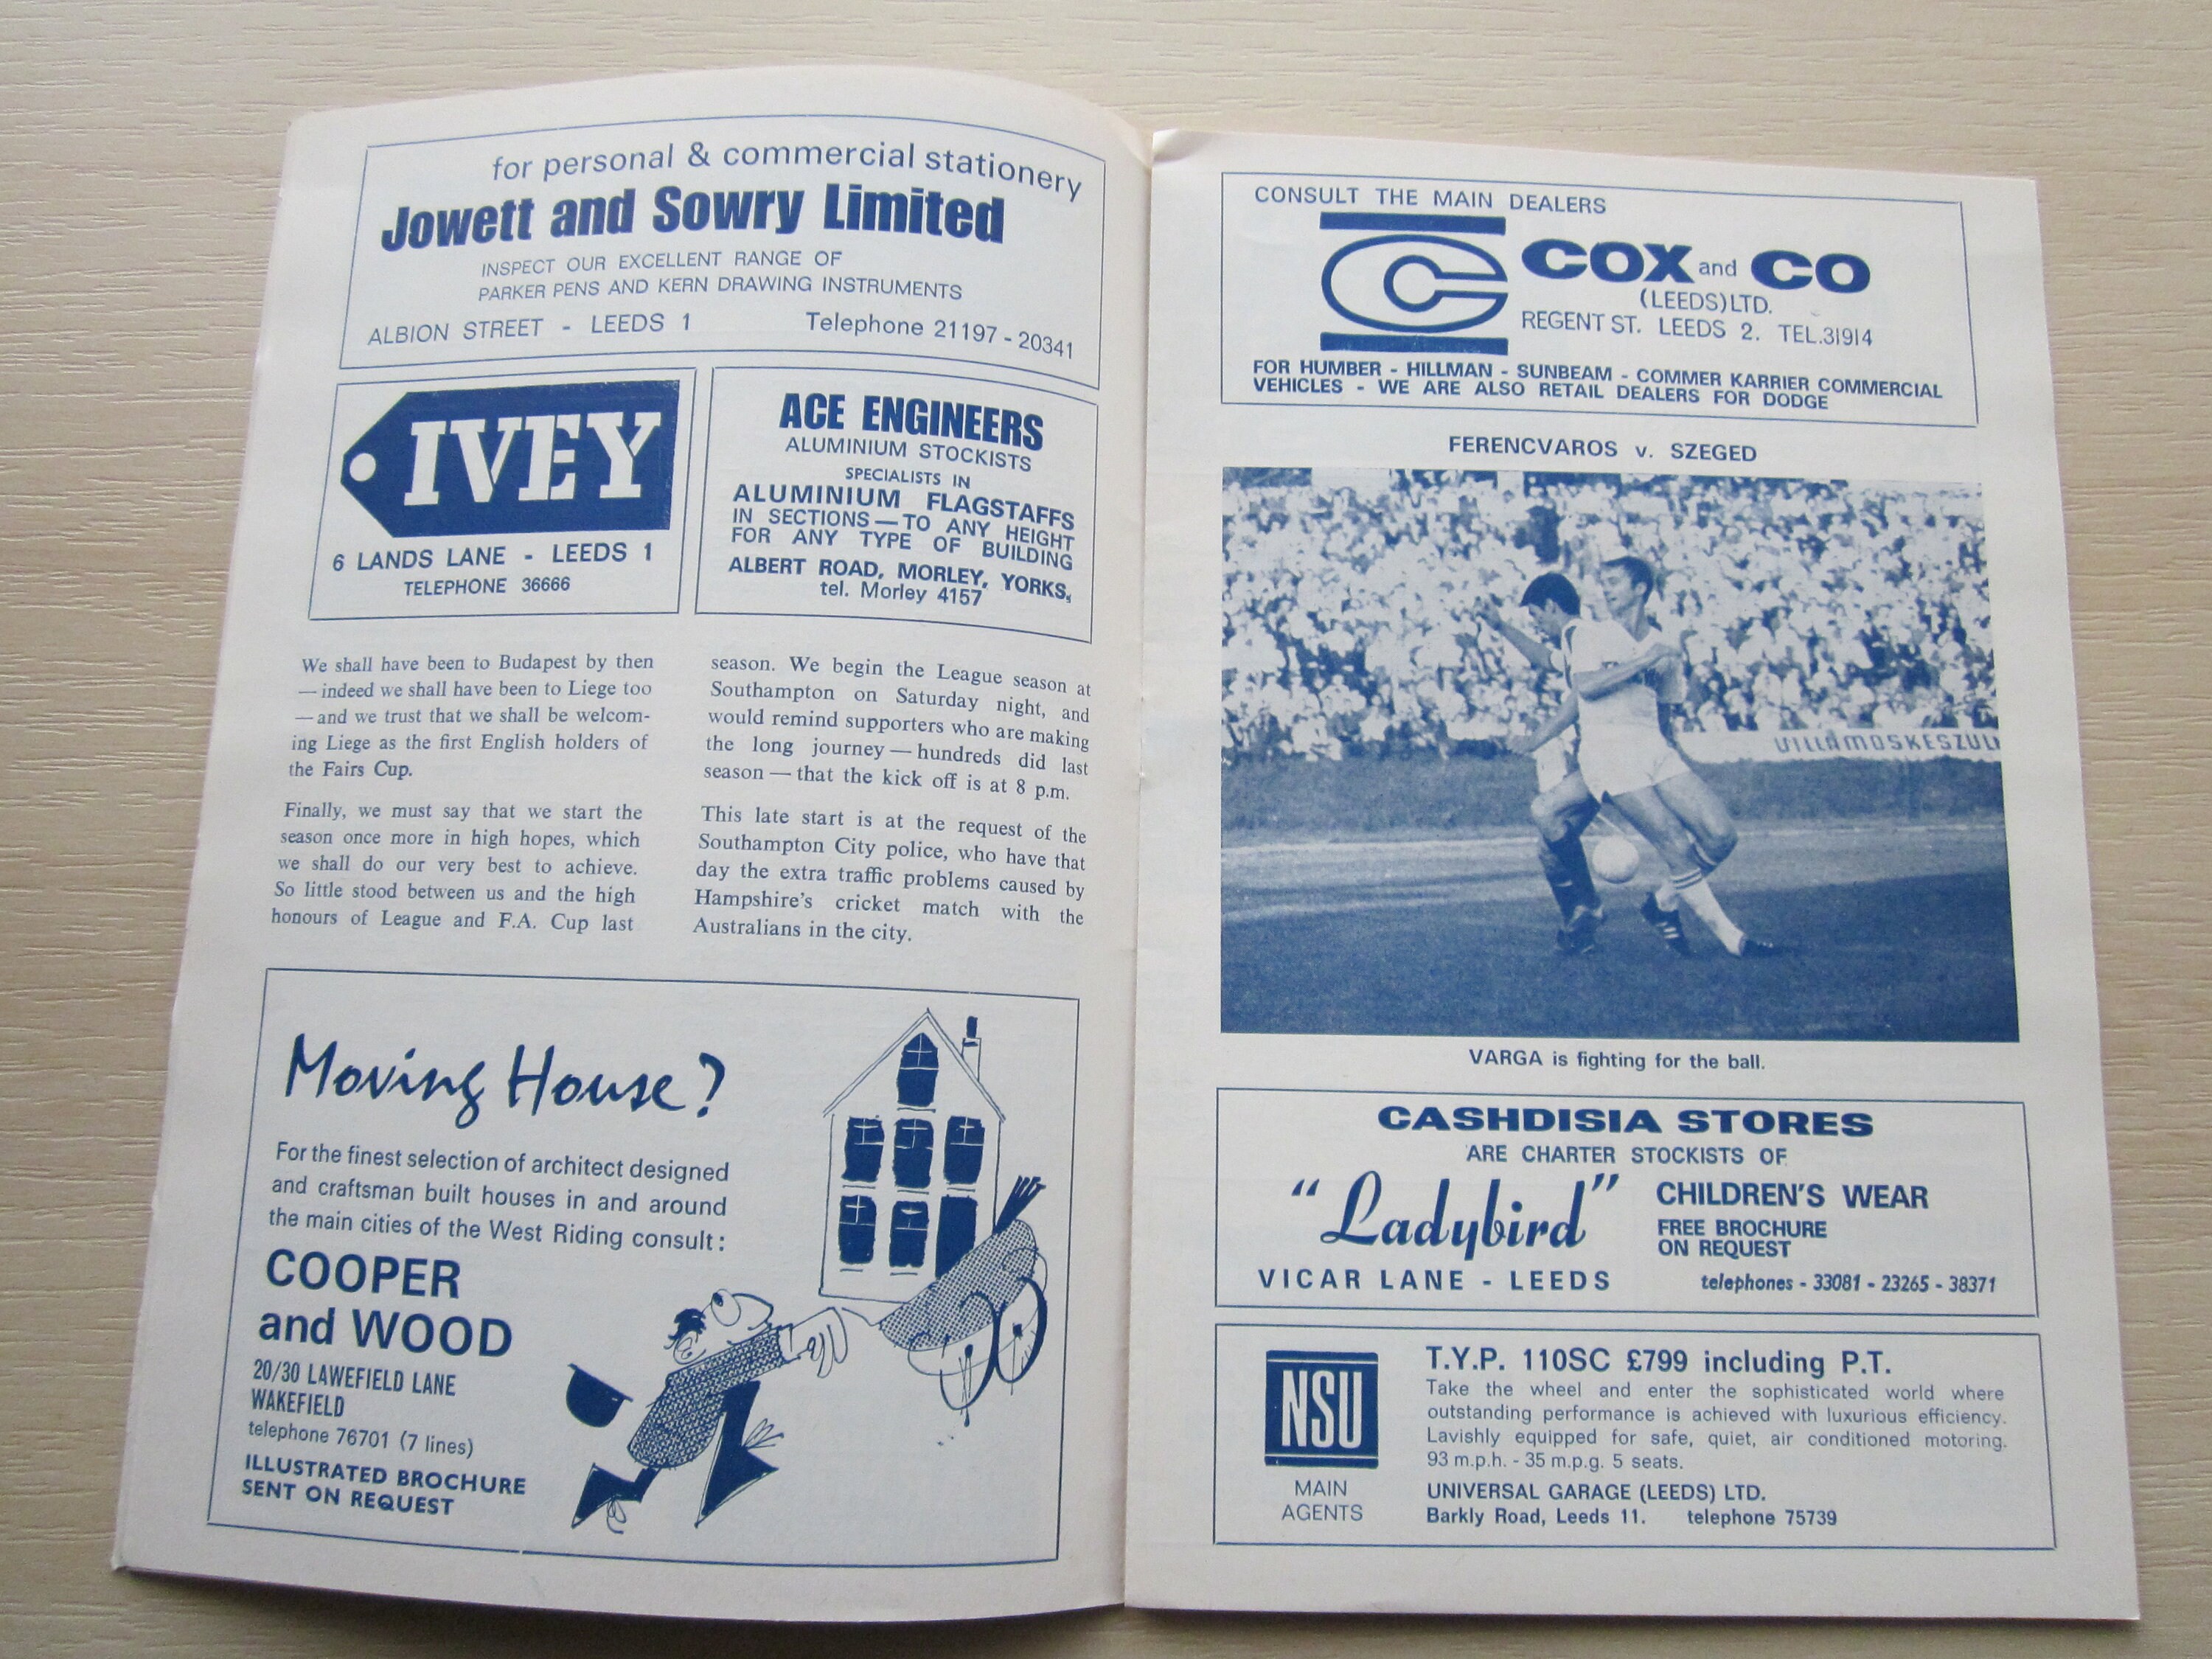 for personal & commercial stationery
Jowett and Sowry Limited
INSPECT OUR EXCELLENT RANGE OF
PARKER PENS AND KERN DRAWING INSTRUMENTS
ALBION STREET - LEEDS 1 Telephone 21197 - 20341
IVEY
6 LANDS LANE - LEEDS 1
TELEPHONE 36666
ACE ENGINEERS
ALUMINIUM STOCKISTS
SPECIALISTS IN
ALUMINIUM FLAGSTAFFS
IN SECTIONS — TO ANY HEIGHT
FOR ANY TYPE OF BUILDING
ALBERT ROAD, MORLEY, YORKS,
tel. Morley 4157
We shall have been to Budapest by then
— indeed we shall have been to Liege too
— and we trust that we shall be welcom-
ing Liege as the first English holders of
the Fairs Cup.
Finally, we must say that we start the
season once more in high hopes, which
we shall do our very best to achieve.
So little stood between us and the high
honours of League and F.A. Cup last
season. We begin the League season at
Southampton on Saturday night, and
would remind supporters who are making
the long journey — hundreds did last
season — that the kick off is at 8 p.m.
This late start is at the request of the
Southampton City police, who have that
day the extra traffic problems caused by
Hampshire's cricket match with the
Australians in the city.
Moving House?
For the finest selection of architect designed
and craftsman built houses in and around
the main cities of the West Riding consult:
COOPER
and WOOD
20/30 LAWEFIELD LANE
WAKEFIELD
telephone 76701 (7 lines)
ILLUSTRATED BROCHURE
SENT ON REQUEST
CONSULT THE MAIN DEALERS
COX and CO
(LEEDS) LTD.
REGENT ST. LEEDS 2. TEL.31914
FOR HUMBER - HILLMAN - SUNBEAM - COMMER KARRIER COMMERCIAL
VEHICLES - WE ARE ALSO RETAIL DEALERS FOR DODGE
FERENCVAROS v. SZEGED
VILLAMOSKESZUL
VARGA is fighting for the ball.
CASHDISIA STORES
ARE CHARTER STOCKISTS OF
"Ladybird" CHILDREN'S WEAR
FREE BROCHURE
ON REQUEST
VICAR LANE - LEEDS telephones - 33081 - 23265 - 38371
NSU
MAIN
AGENTS
T.Y.P. 110SC £799 including P.T.
Take the wheel and enter the sophisticated world where
outstanding performance is achieved with luxurious efficiency.
Lavishly equipped for safe, quiet, air conditioned motoring.
93 m.p.h. - 35 m.p.g. 5 seats.
UNIVERSAL GARAGE (LEEDS) LTD.
Barkly Road, Leeds 11. telephone 75739